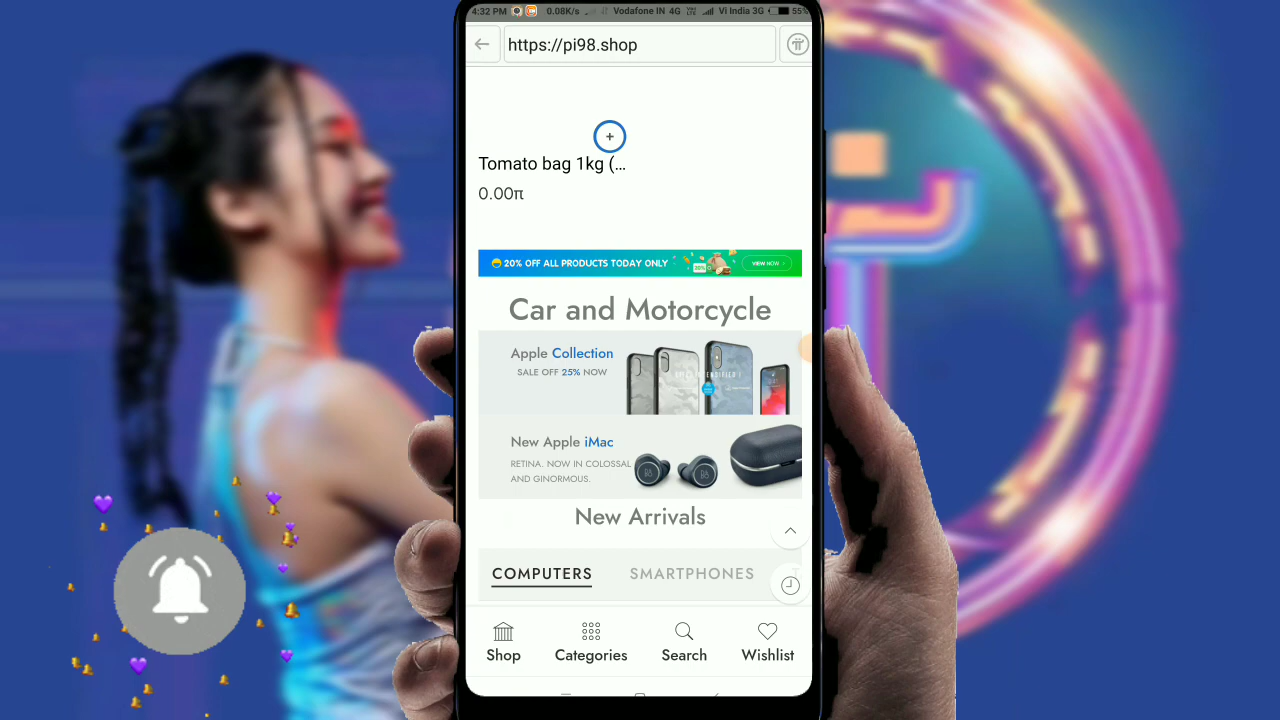 4:32 PM 0.08K/s Vodafone IN 4G Vi India 3G 55%
https://pi98.shop
Tomato bag 1kg (...
0.00π
20% OFF ALL PRODUCTS TODAY ONLY
20%
VIEW NOW >
Car and Motorcycle
Apple Collection
SALE OFF 25% NOW
New Apple iMac
RETINA. NOW IN COLOSSAL
AND GINORMOUS.
New Arrivals
COMPUTERS SMARTPHONES
Shop Categories Search Wishlist